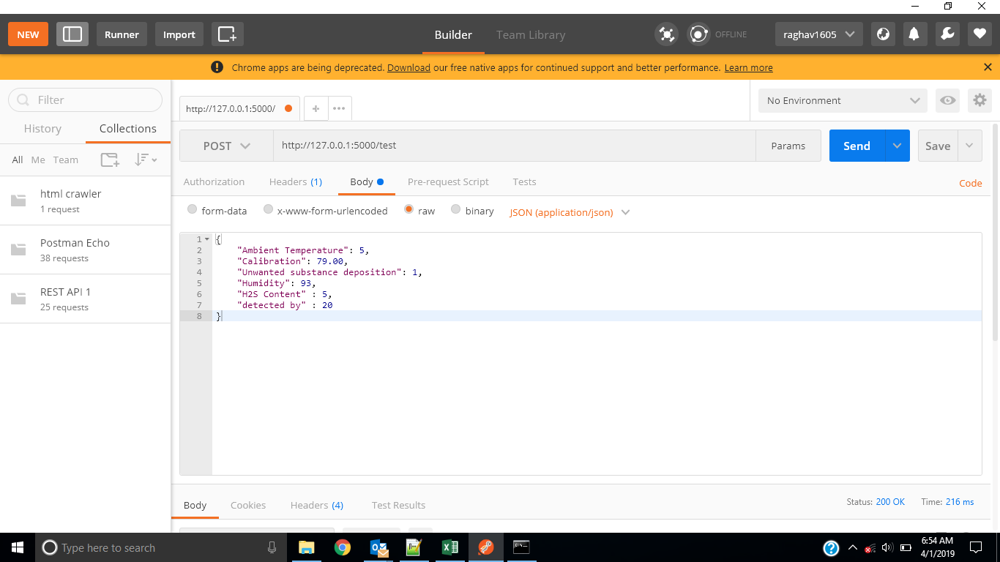 NEW
Runner
Import
Builder
Team Library
OFFLINE
raghav1605
Chrome apps are being deprecated. Download our free native apps for continued support and better performance. Learn more
Filter
History
Collections
All Me Team
html crawler
1 request
Postman Echo
38 requests
REST API 1
25 requests
http://127.0.0.1:5000/
No Environment
POST
http://127.0.0.1:5000/test
Params
Send
Save
Authorization
Headers (1)
Body
Pre-request Script
Tests
Code
form-data
x-www-form-urlencoded
raw
binary
JSON (application/json)
1 {
2 "Ambient Temperature": 5,
3 "Calibration": 79.00,
4 "Unwanted substance deposition": 1,
5 "Humidity": 93,
6 "H2S Content" : 5,
7 "detected by" : 20
8 }
Body
Cookies
Headers (4)
Test Results
Status: 200 OK
Time: 216 ms
Type here to search
6:54 AM
4/1/2019